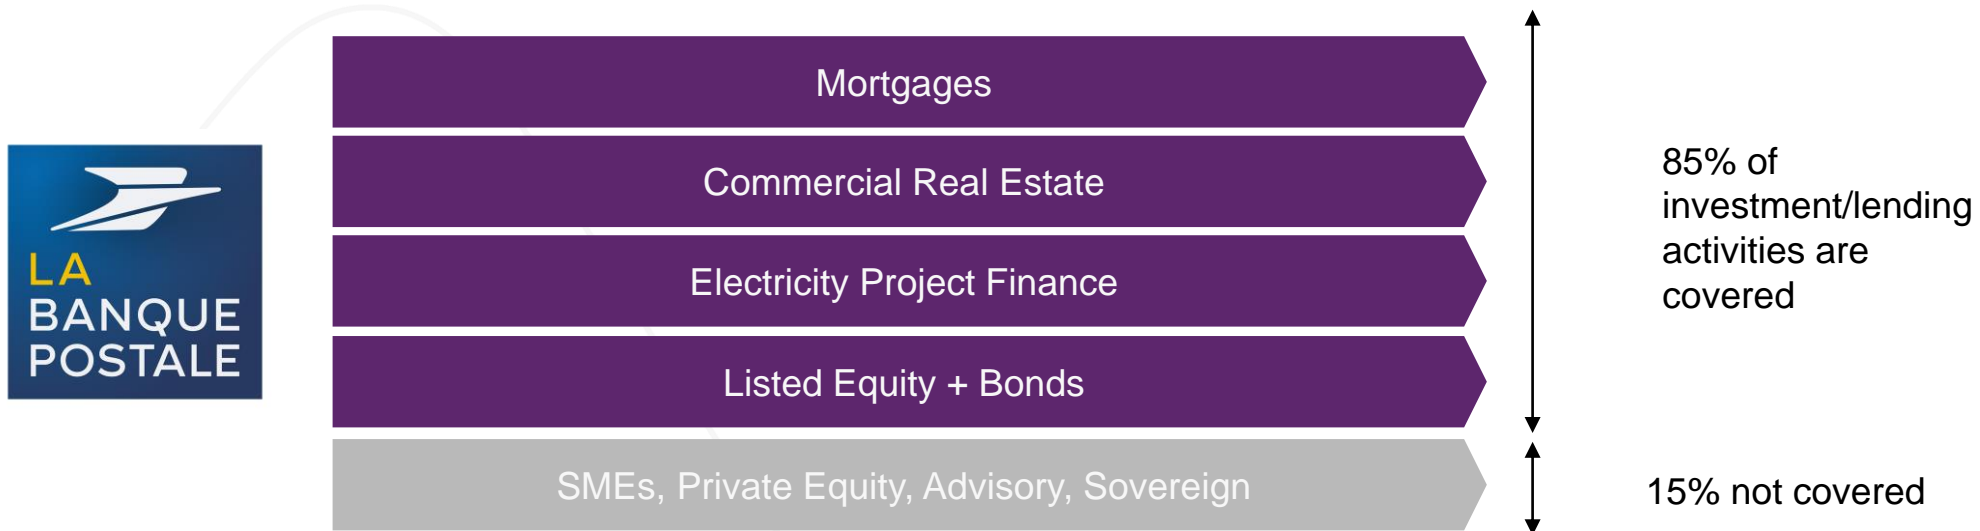 Mortgages
Commercial Real Estate
Electricity Project Finance
Listed Equity + Bonds
SMEs, Private Equity, Advisory, Sovereign
LA
BANQUE
POSTALE
85% of
investment/lending
activities are
covered
15% not covered